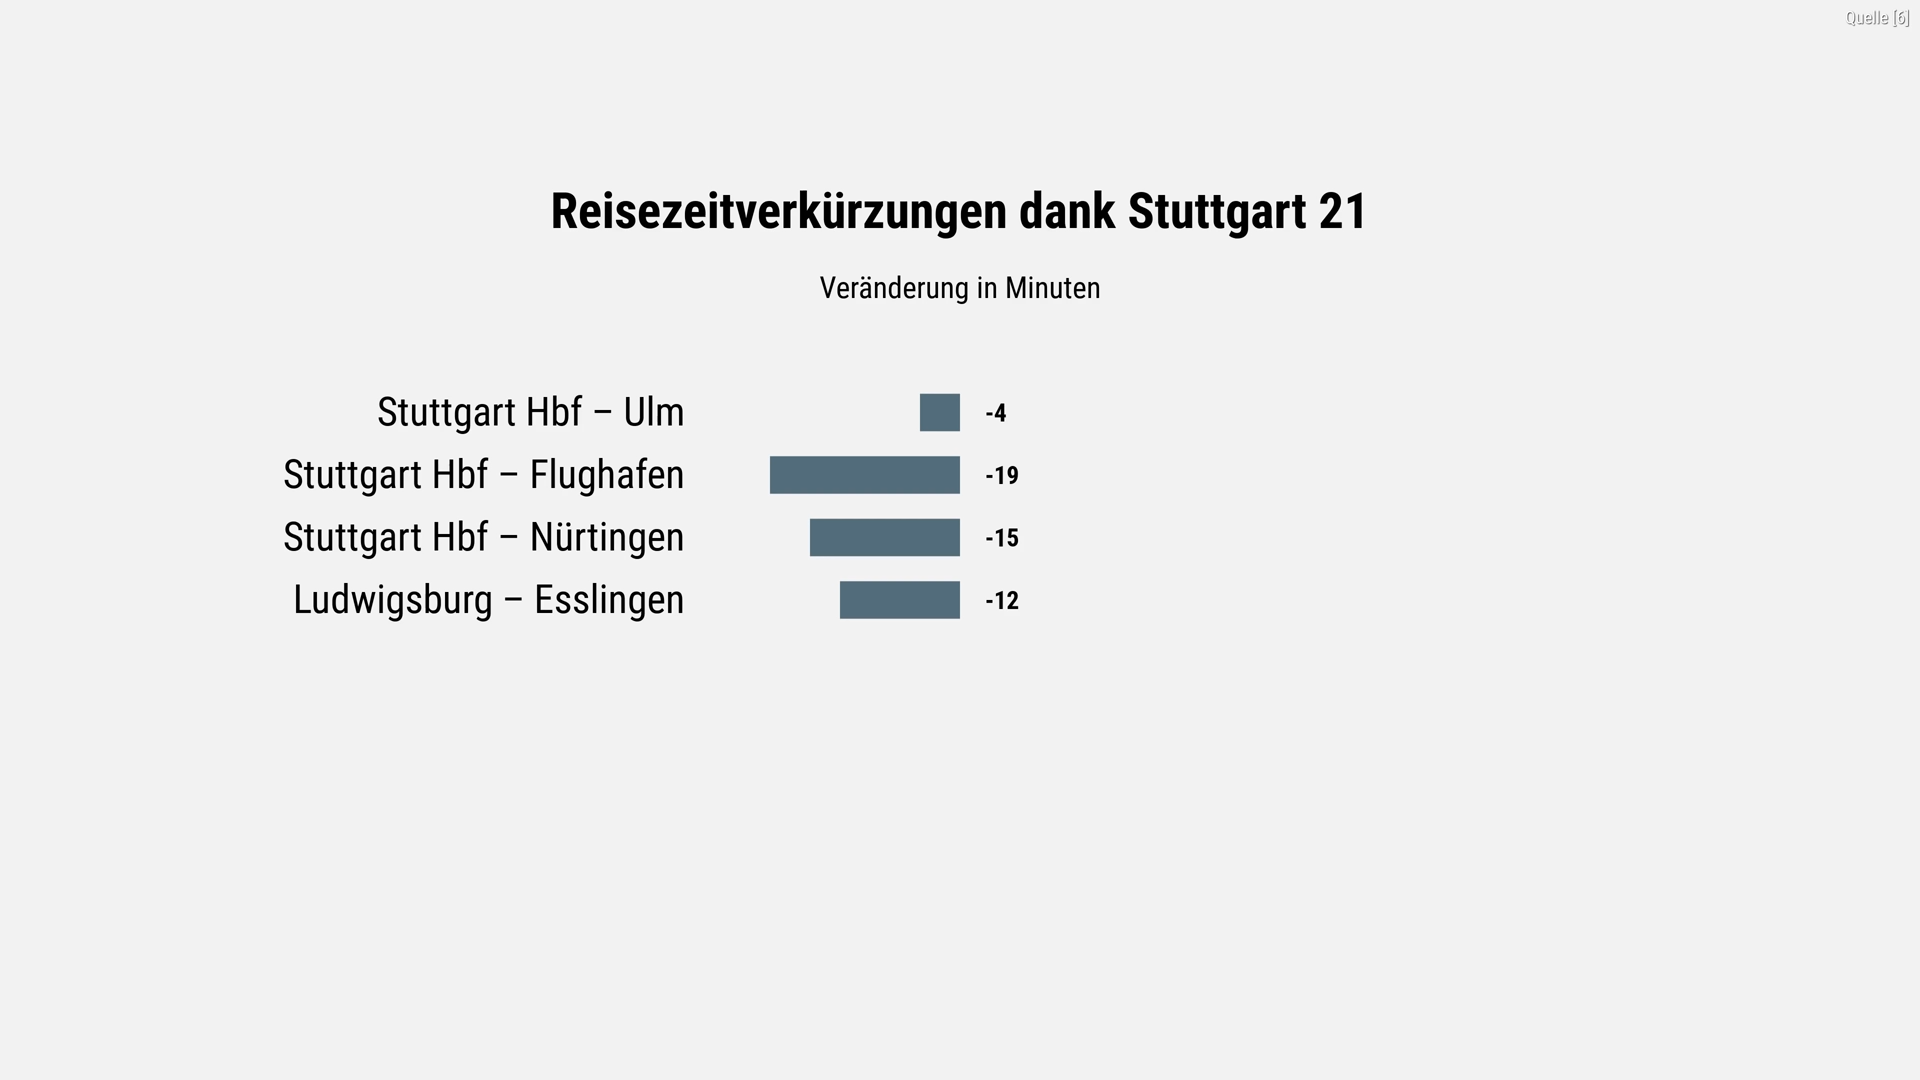 Quelle [6]
Reisezeitverkürzungen dank Stuttgart 21
Veränderung in Minuten
Stuttgart Hbf – Ulm -4
Stuttgart Hbf – Flughafen -19
Stuttgart Hbf – Nürtingen -15
Ludwigsburg – Esslingen -12